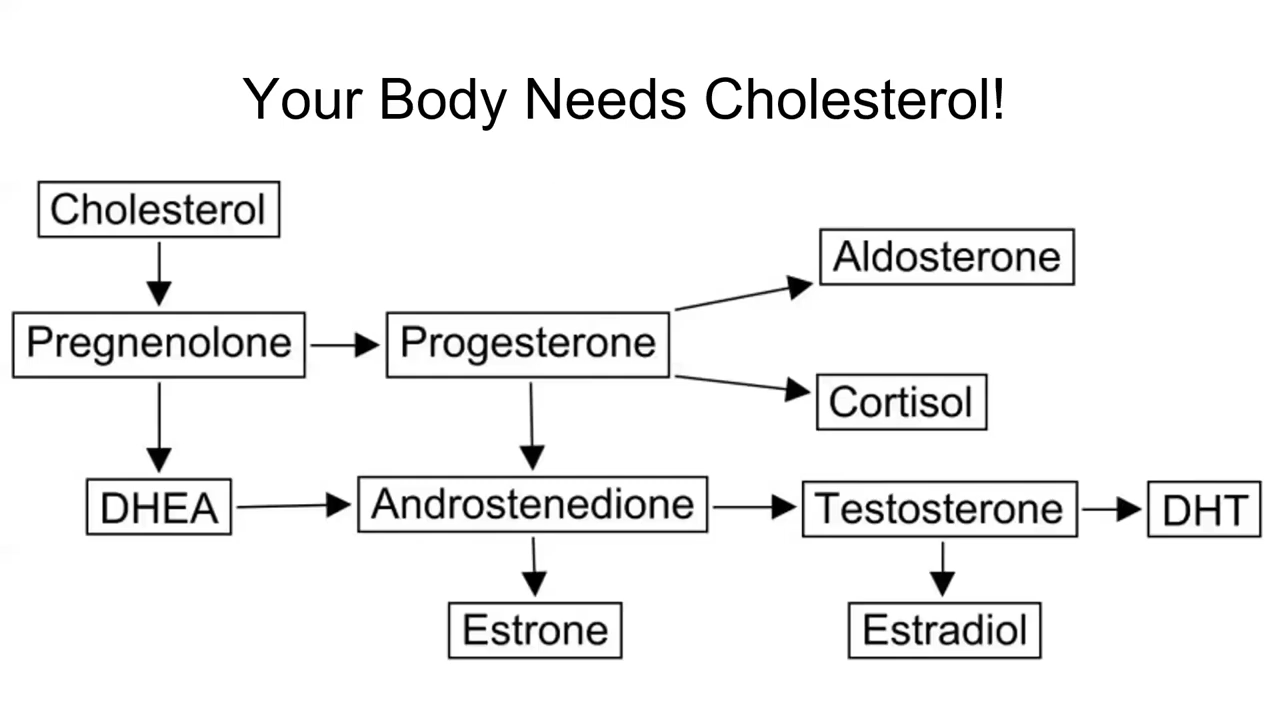 Your Body Needs Cholesterol!
Cholesterol
Aldosterone
Pregnenolone
Progesterone
Cortisol
DHEA
Androstenedione
Testosterone
DHT
Estrone
Estradiol